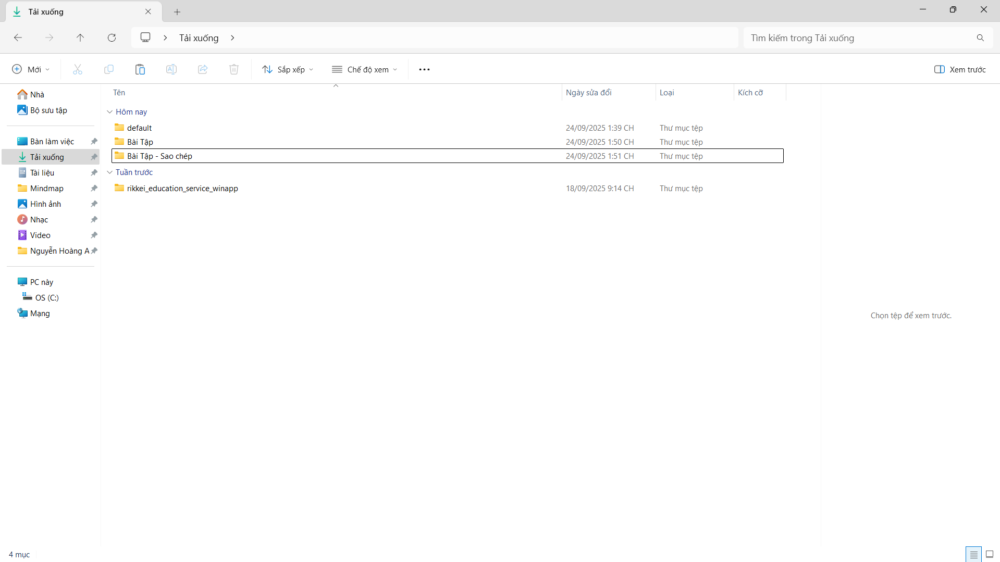 Tải xuống
Tải xuống
Tìm kiếm trong Tải xuống
Mới
Sắp xếp
Chế độ xem
Xem trước
Nhà
Bộ sưu tập
Bàn làm việc
Tải xuống
Tài liệu
Mindmap
Hình ảnh
Nhạc
Video
Nguyễn Hoàng A
PC này
OS (C:)
Mạng
Tên Ngày sửa đổi Loại Kích cỡ
Hôm nay
default 24/09/2025 1:39 CH Thư mục tệp
Bài Tập 24/09/2025 1:50 CH Thư mục tệp
Bài Tập - Sao chép 24/09/2025 1:51 CH Thư mục tệp
Tuần trước
rikkei_education_service_winapp 18/09/2025 9:14 CH Thư mục tệp
Chọn tệp để xem trước.
4 mục